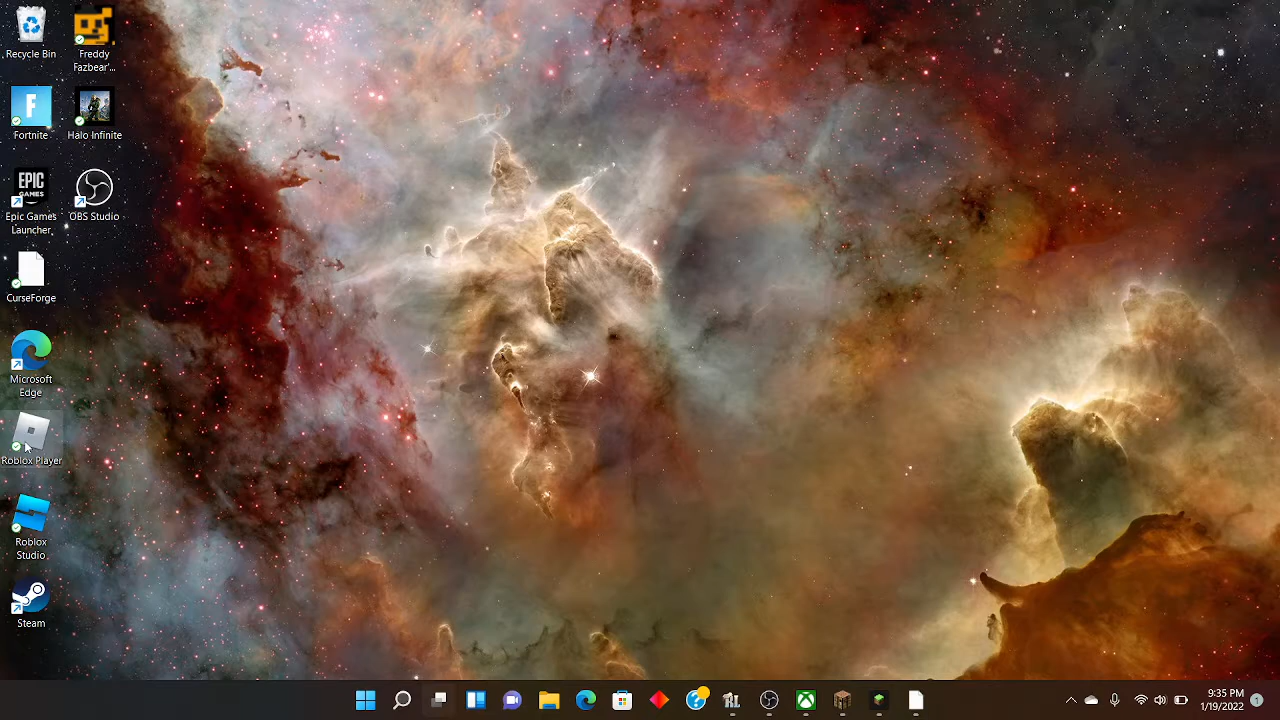 Recycle Bin
Freddy
Fazbear'...
F
Fortnite
Halo Infinite
EPIC
GAMES
Epic Games
Launcher
OBS Studio
CurseForge
Microsoft
Edge
Roblox Player
Roblox
Studio
Steam
9:35 PM
1/19/2022
1